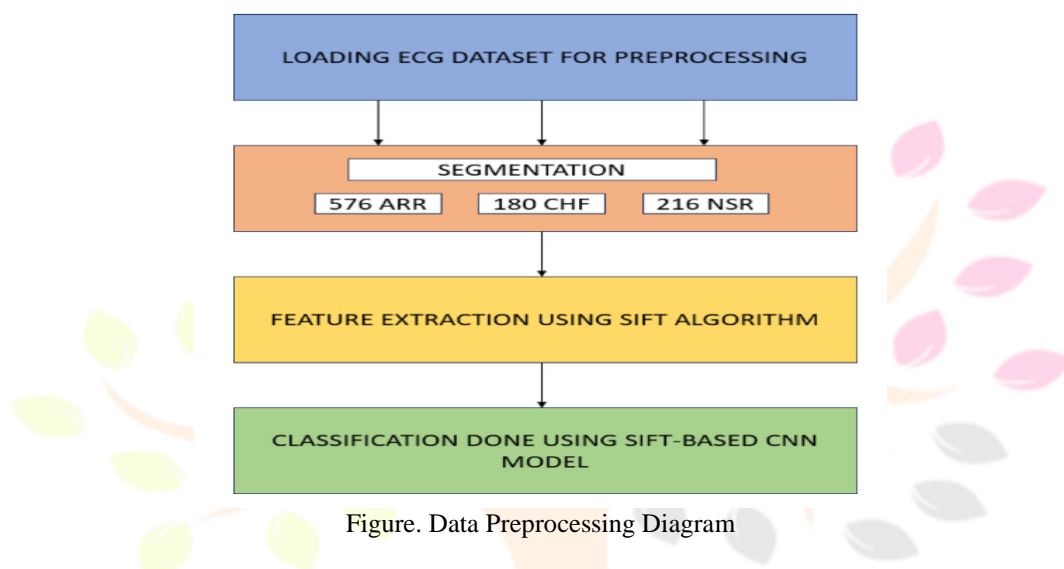 LOADING ECG DATASET FOR PREPROCESSING
SEGMENTATION
576 ARR 180 CHF 216 NSR
FEATURE EXTRACTION USING SIFT ALGORITHM
CLASSIFICATION DONE USING SIFT-BASED CNN
MODEL
Figure. Data Preprocessing Diagram